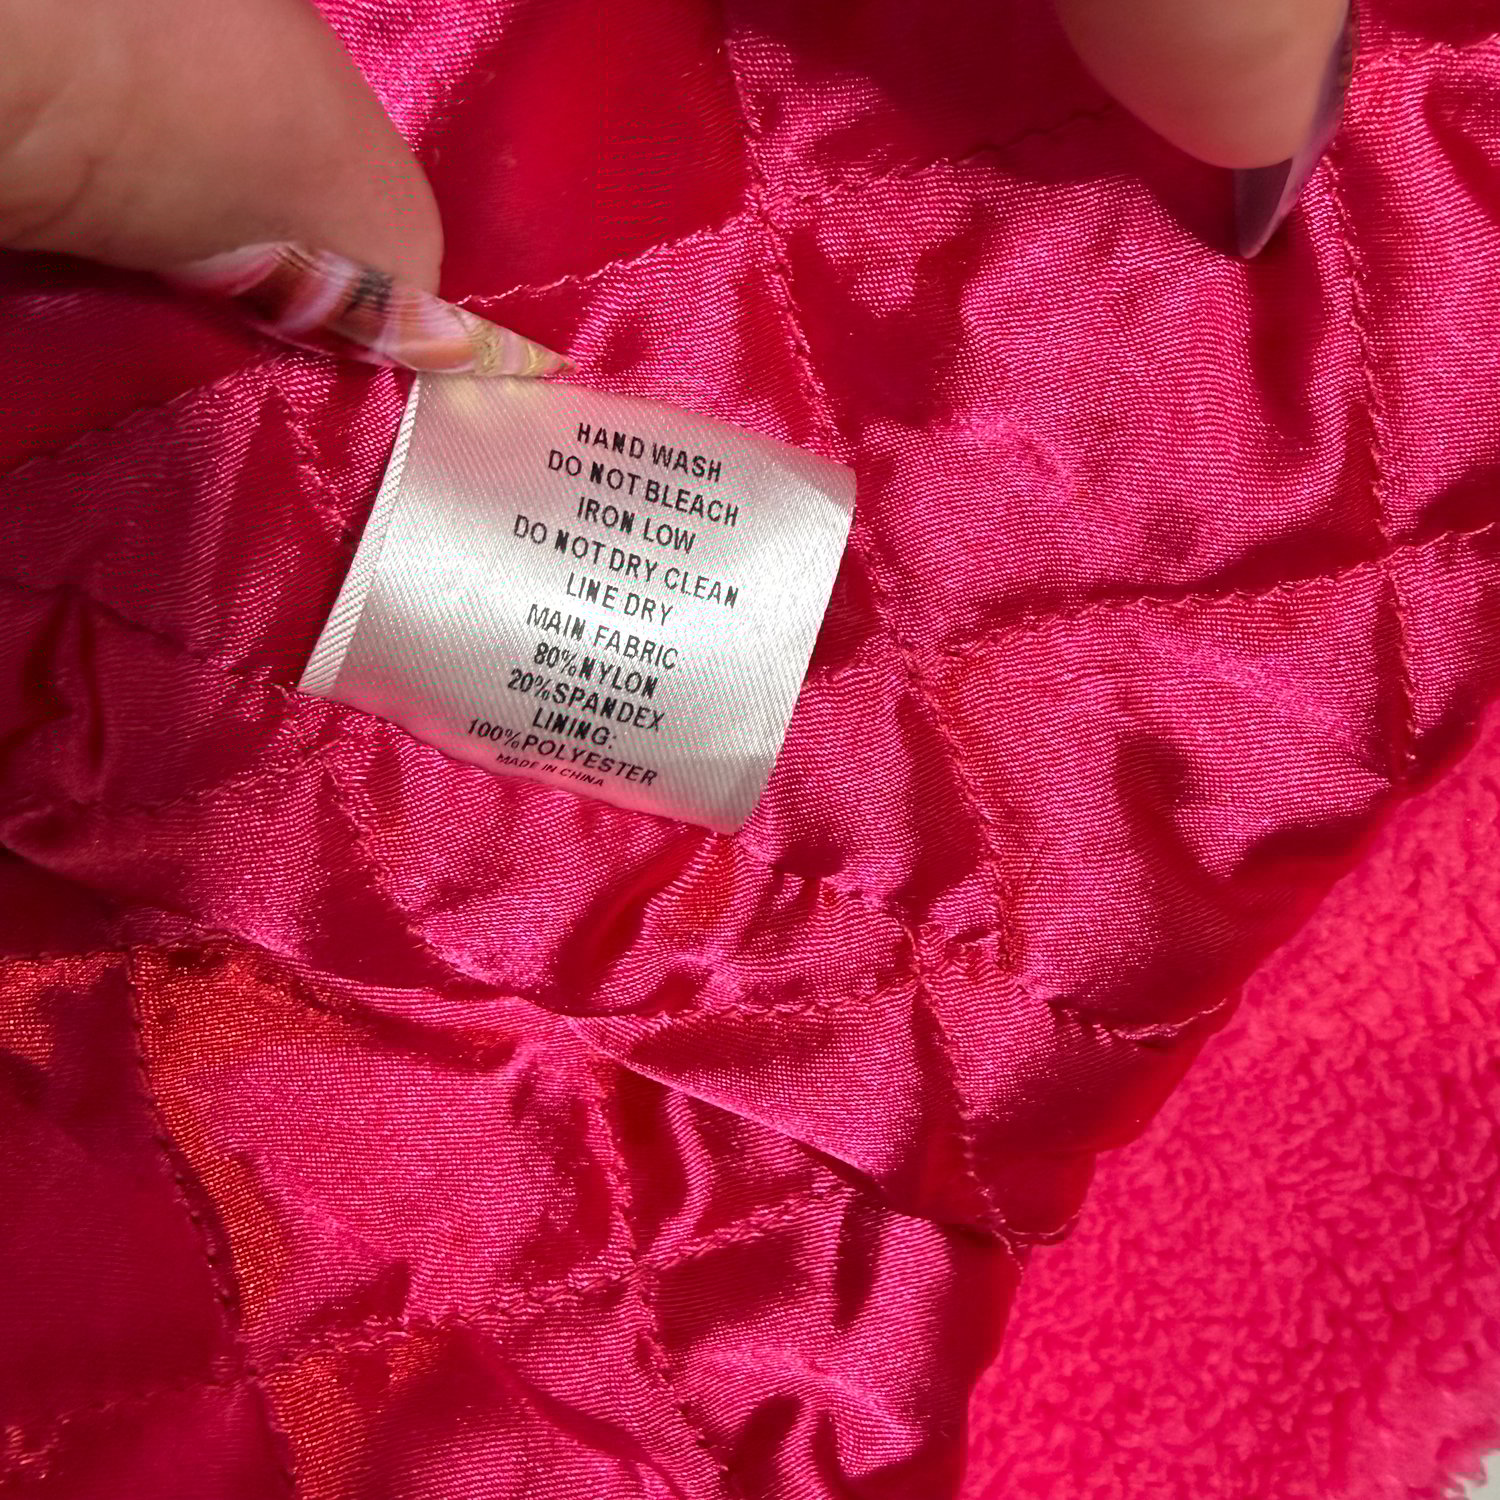 HAND WASH
DO NOT BLEACH
IRON LOW
DO NOT DRY CLEAN
LINE DRY
MAIN FABRIC
80%NYLON
20%SPANDEX
LINING:
100%POLYESTER
MADE IN CHINA